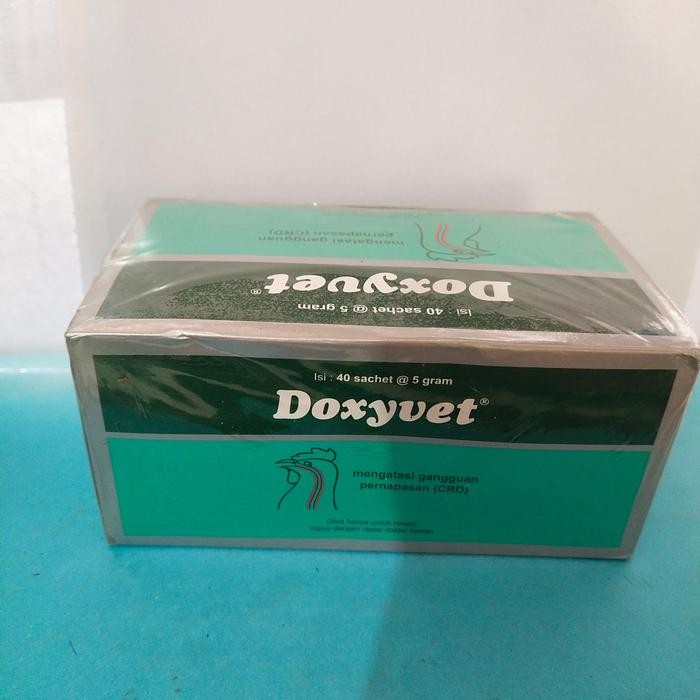 mengatasi gangguan
pernapasan (CRD)
Doxyvet®
Isi : 40 sachet @ 5 gram
Isi : 40 sachet @ 5 gram
Doxyvet®
mengatasi gangguan
pernapasan (CRD)
Obat hanya untuk hewan
Harus dengan resep dokter hewan